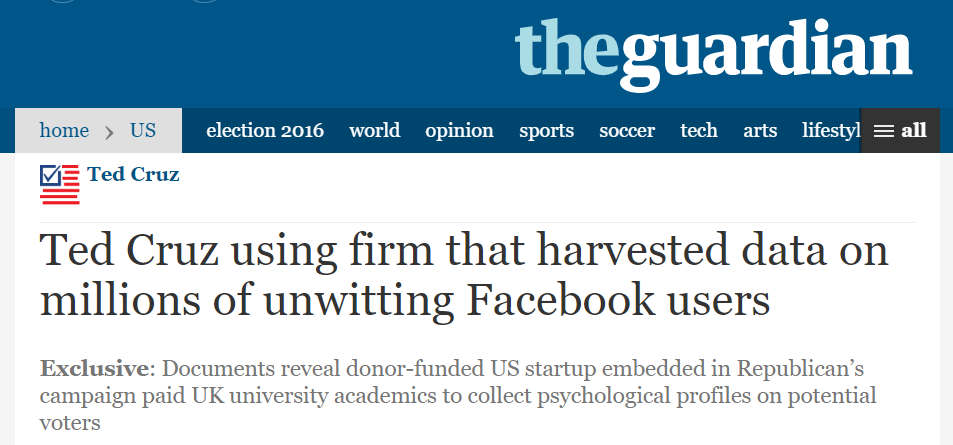 theguardian
home > US election 2016 world opinion sports soccer tech arts lifestyl all
Ted Cruz
Ted Cruz using firm that harvested data on
millions of unwitting Facebook users
Exclusive: Documents reveal donor-funded US startup embedded in Republican’s
campaign paid UK university academics to collect psychological profiles on potential
voters